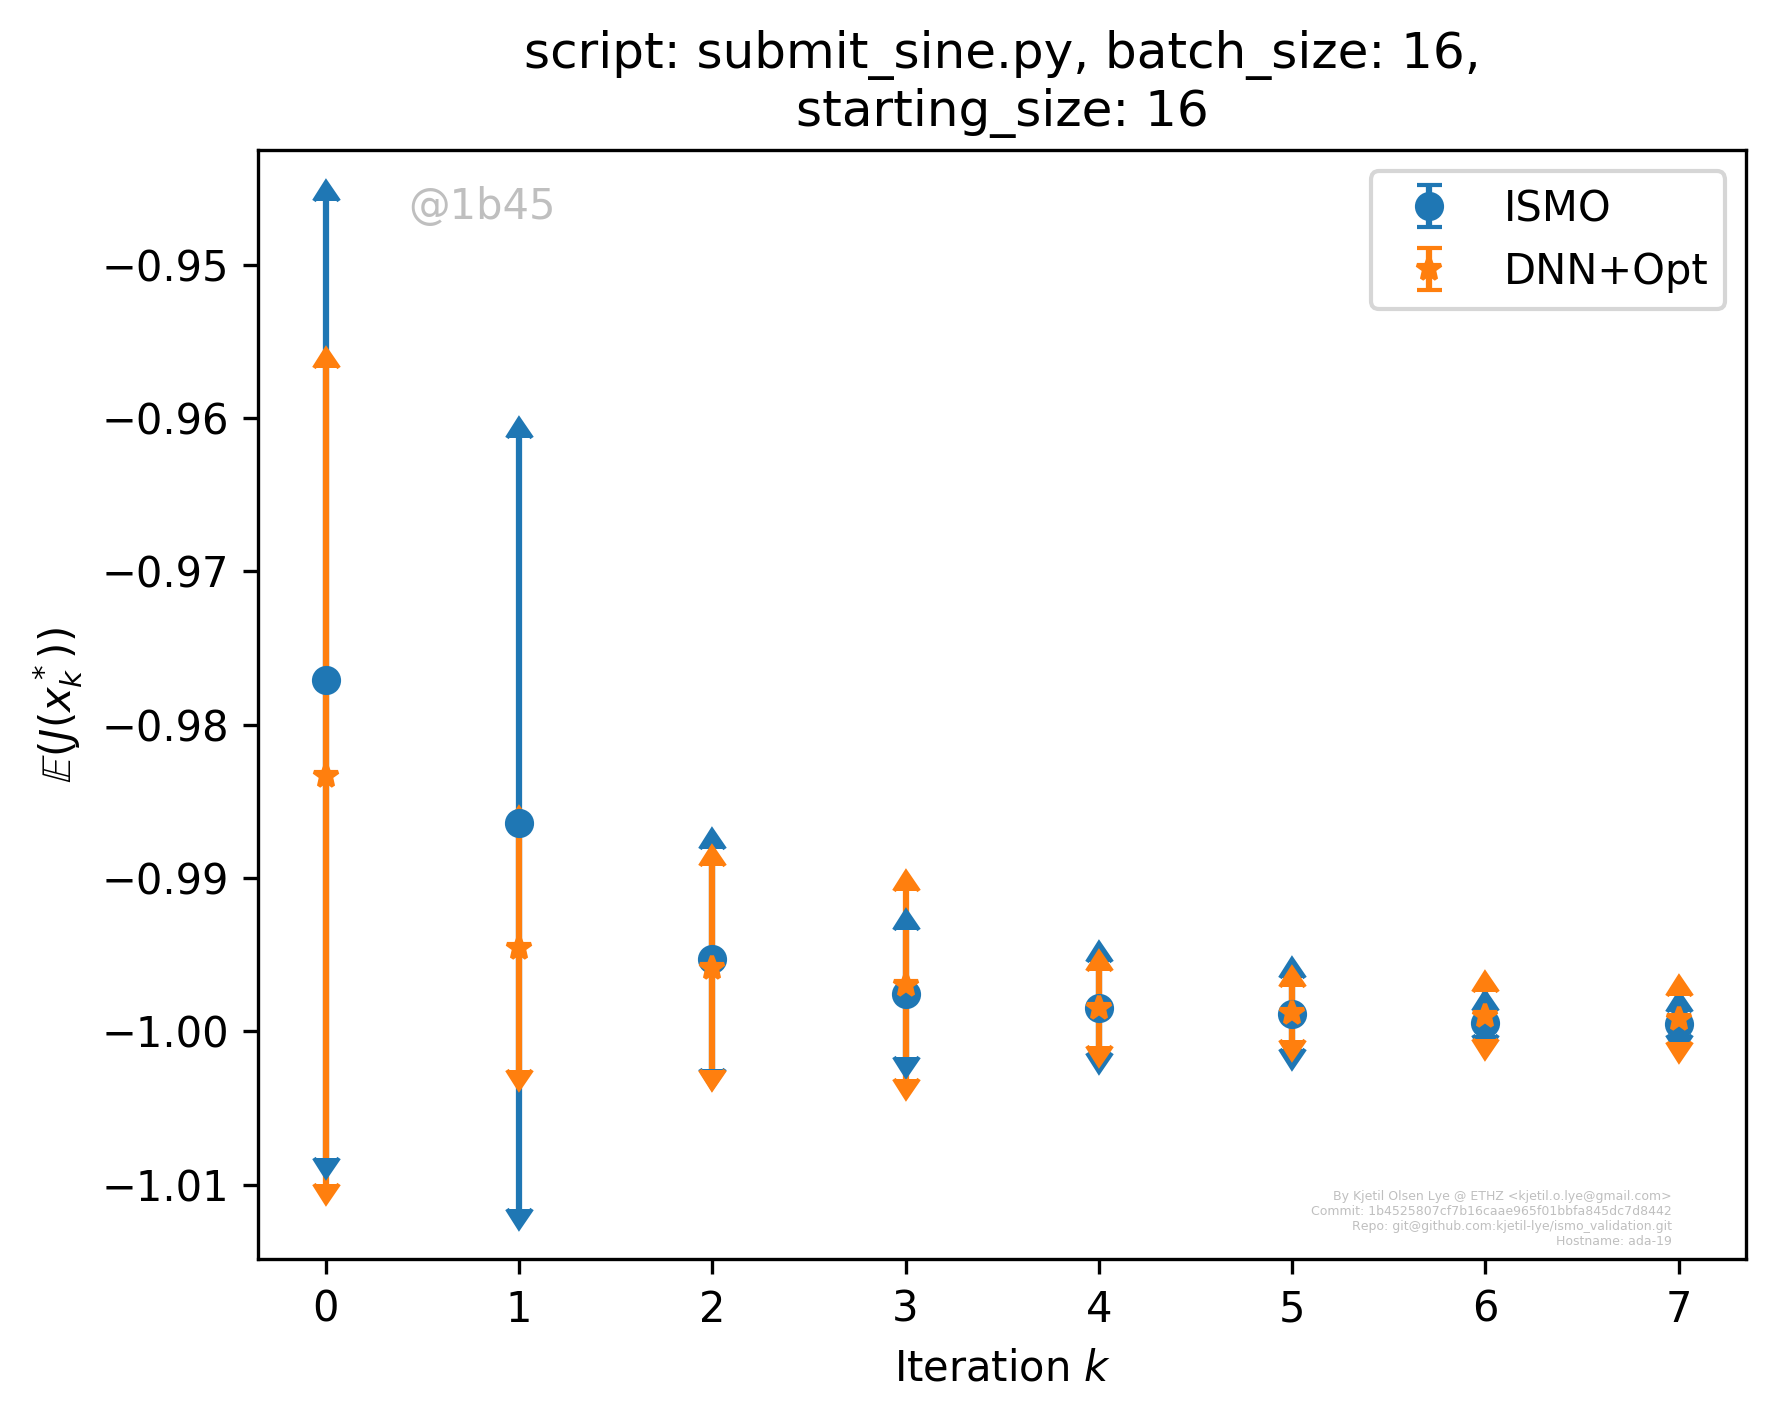 script: submit_sine.py, batch_size: 16,
starting_size: 16
@1b45
ISMO
DNN+Opt
−0.95
−0.96
−0.97
−0.98
−0.99
−1.00
−1.01
𝔼(J(x*k))
0 1 2 3 4 5 6 7
Iteration k
By Kjetil Olsen Lye @ ETHZ <kjetil.o.lye@gmail.com>
Commit: 1b4525807cf7b16caae965f01bbfa845dc7d8442
Repo: git@github.com:kjetil-lye/ismo_validation.git
Hostname: ada-19